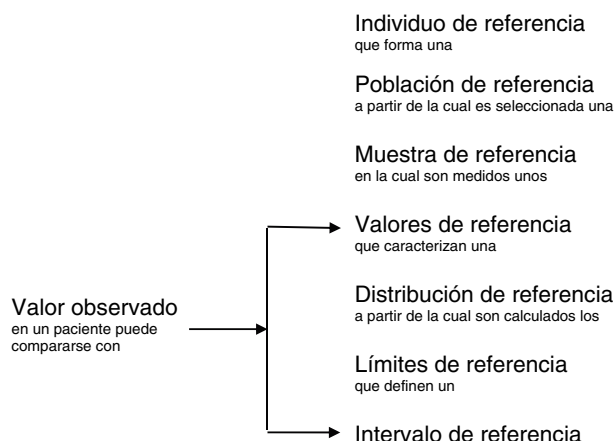 Individuo de referencia
que forma una
Población de referencia
a partir de la cual es seleccionada una
Muestra de referencia
en la cual son medidos unos
Valores de referencia
que caracterizan una
Valor observado
en un paciente puede
compararse con
Distribución de referencia
a partir de la cual son calculados los
Límites de referencia
que definen un
Intervalo de referencia